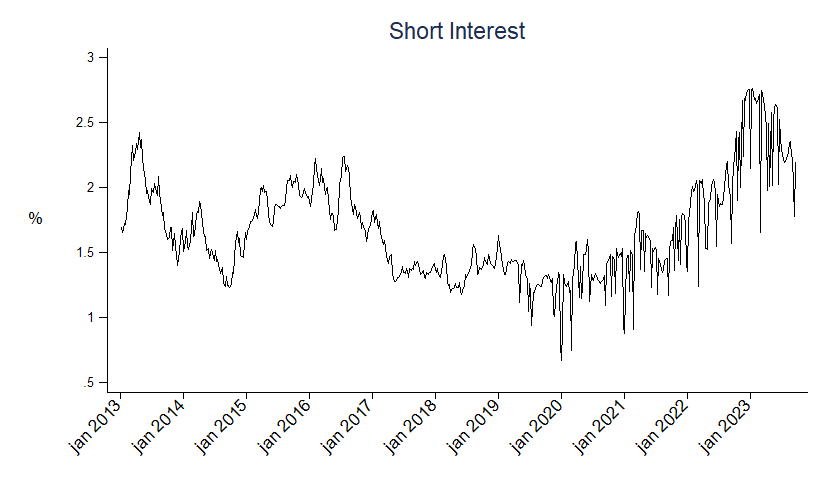 Short Interest
3
2.5
2
%
1.5
1
.5
jan 2013
jan 2014
jan 2015
jan 2016
jan 2017
jan 2018
jan 2019
jan 2020
jan 2021
jan 2022
jan 2023